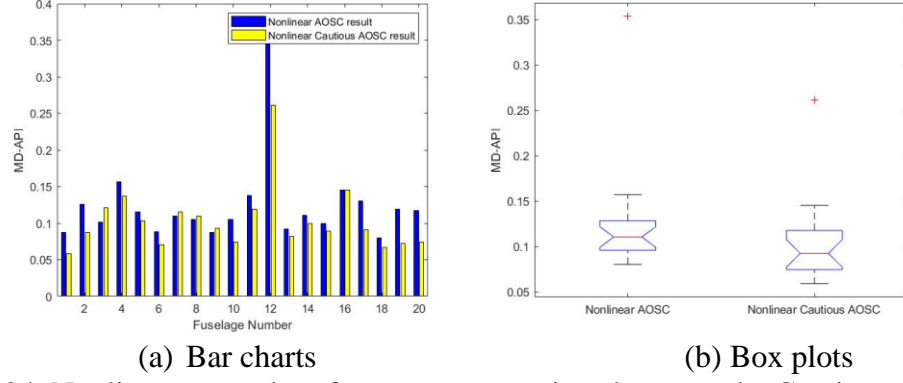 0.4
0.35
0.3
0.25
0.2
0.15
0.1
0.05
0
MD-API
Nonlinear AOSC result
Nonlinear Cautious AOSC result
2 4 6 8 10 12 14 16 18 20
Fuselage Number
(a) Bar charts
0.35
0.3
0.25
0.2
0.15
0.1
0.05
MD-API
Nonlinear AOSC
Nonlinear Cautious AOSC
(b) Box plots